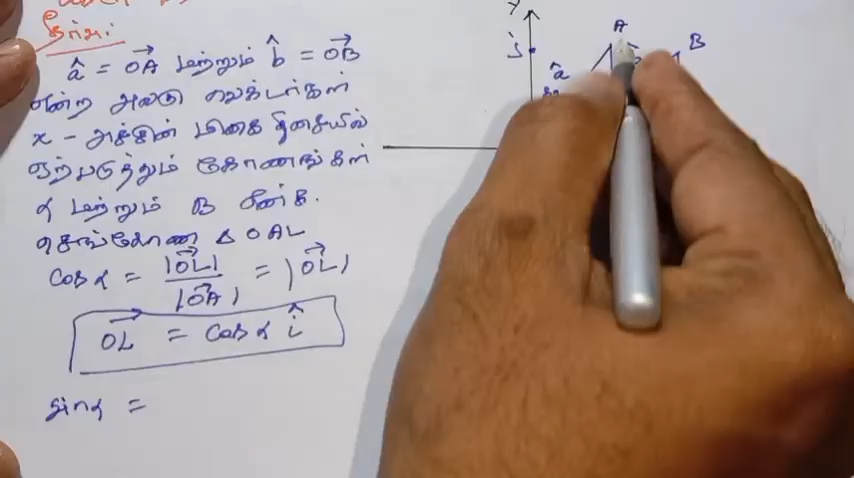 தீர்வு:
â = OA⃗ மற்றும் b̂ = OB⃗
என்ற அலகு வெக்டர்கள்
x - அச்சின் மிகை திசையில்
ஏற்படுத்தும் கோணங்கள்
α மற்றும் β என்க.
செங்கோண Δ OAL
Cos α = |OL⃗| / |OA⃗| = |OL⃗|
OL⃗ = Cos α î
sin α =
y
ĵ
A
B
â